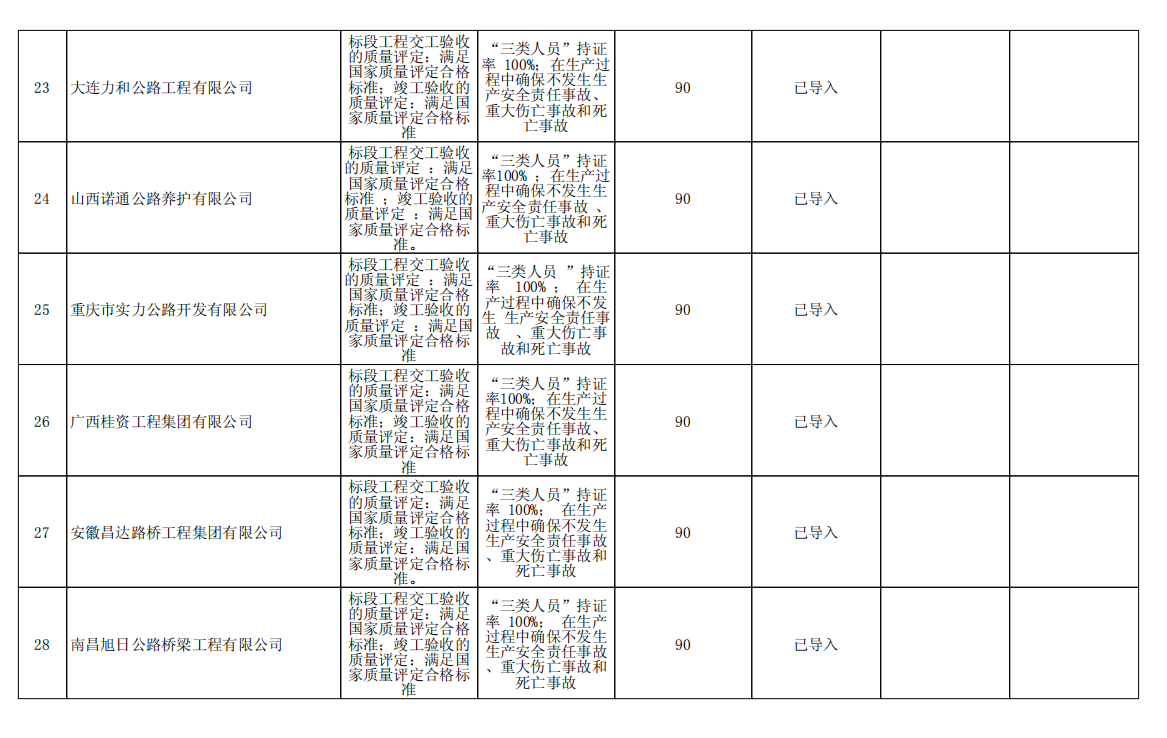 23
大连力和公路工程有限公司
标段工程交工验收
的质量评定：满足
国家质量评定合格
标准；竣工验收的
质量评定：满足国
家质量评定合格标
准
“三类人员”持证
率 100%；在生产过
程中确保不发生生
产安全责任事故、
重大伤亡事故和死
亡事故
90
已导入
24
山西诺通公路养护有限公司
标段工程交工验收
的质量评定 ：满足
国家质量评定合格
标准 ；竣工验收的
质量评定 ：满足国
家质量评定合格标
准。
“三类人员”持证
率100% ；在生产过
程中确保不发生生
产安全责任事故 、
重大伤亡事故和死
亡事故
90
已导入
25
重庆市实力公路开发有限公司
标段工程交工验收
的质量评定 ：满足
国家质量评定合格
标准；竣工验收的
质量评定 ：满足国
家质量评定合格标
准
“三类人员 ”持证
率 100% ； 在生
产过程中确保不发
生 生产安全责任事
故 、重大伤亡事
故和死亡事故
90
已导入
26
广西桂资工程集团有限公司
标段工程交工验收
的质量评定：满足
国家质量评定合格
标准；竣工验收的
质量评定：满足国
家质量评定合格标
准
“三类人员”持证
率100%；在生产过
程中确保不发生生
产安全责任事故、
重大伤亡事故和死
亡事故
90
已导入
27
安徽昌达路桥工程集团有限公司
标段工程交工验收
的质量评定：满足
国家质量评定合格
标准；竣工验收的
质量评定：满足国
家质量评定合格标
准。
“三类人员”持证
率 100%； 在生产
过程中确保不发生
生产安全责任事故
、重大伤亡事故和
死亡事故
90
已导入
28
南昌旭日公路桥梁工程有限公司
标段工程交工验收
的质量评定：满足
国家质量评定合格
标准；竣工验收的
质量评定：满足国
家质量评定合格标
准
“三类人员”持证
率 100%； 在生产
过程中确保不发生
生产安全责任事故
、重大伤亡事故和
死亡事故
90
已导入